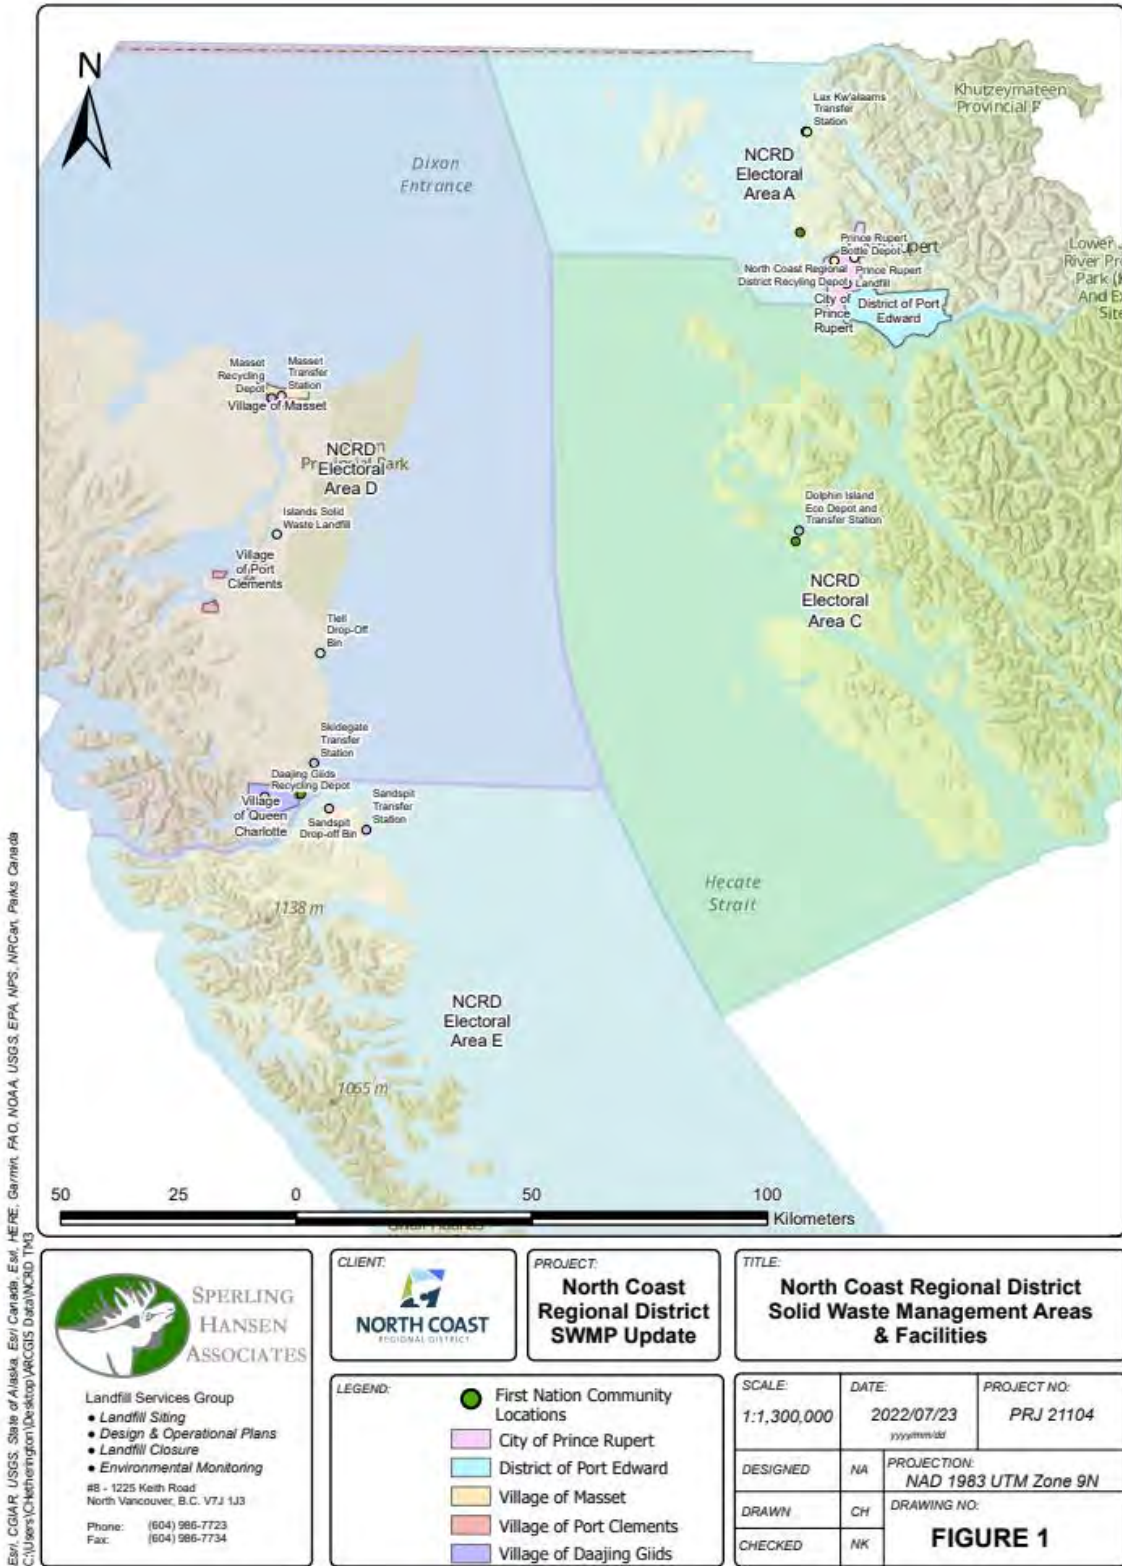 N
Dixon
Entrance
Lax Kw'alaams
Transfer
Station
Khutzeymateen
Provincial P
NCRD
Electoral
Area A
Prince Rupert
Bottle Depot
upert
North Coast Regional
District Recyling Depot
Prince Rupert
Landfill
City of
Prince
Rupert
District of Port
Edward
Lower
River Pro
Park (
And Ex
Site
Masset
Recycling
Depot
Masset
Transfer
Station
Village of Masset
NCRD
Electoral
Area D
Park
Islands Solid
Waste Landfill
Village
of Port
Clements
Tlell
Drop-Off
Bin
Dolphin Island
Eco Depot and
Transfer Station
NCRD
Electoral
Area C
Skidegate
Transfer
Station
Daajing Giids
Recycling Depot
Village
of Queen
Charlotte
Sandspit
Drop-off Bin
Sandspit
Transfer
Station
Hecate
Strait
1138 m
NCRD
Electoral
Area E
1065 m
50 25 0 50 100
Kilometers
Esri, CGIAR, USGS, State of Alaska, Esri Canada, Esri, HERE, Garmin, FAO, NOAA, USGS, EPA, NPS, NRCan, Parks Canada
C:\Users\CHetherington\Desktop\ARCGIS Data\NCRD TM3
SPERLING
HANSEN
ASSOCIATES
Landfill Services Group
• Landfill Siting
• Design & Operational Plans
• Landfill Closure
• Environmental Monitoring
#8 - 1225 Keith Road
North Vancouver, B.C. V7J 1J3
Phone: (604) 986-7723
Fax: (604) 986-7734
CLIENT:
NORTH COAST
REGIONAL DISTRICT
PROJECT:
North Coast
Regional District
SWMP Update
TITLE:
North Coast Regional District
Solid Waste Management Areas
& Facilities
LEGEND:
First Nation Community
Locations
City of Prince Rupert
District of Port Edward
Village of Masset
Village of Port Clements
Village of Daajing Giids
SCALE:
1:1,300,000
DATE:
2022/07/23
yyyy/mm/dd
PROJECT NO:
PRJ 21104
DESIGNED NA
PROJECTION:
NAD 1983 UTM Zone 9N
DRAWN CH
CHECKED NK
DRAWING NO:
FIGURE 1